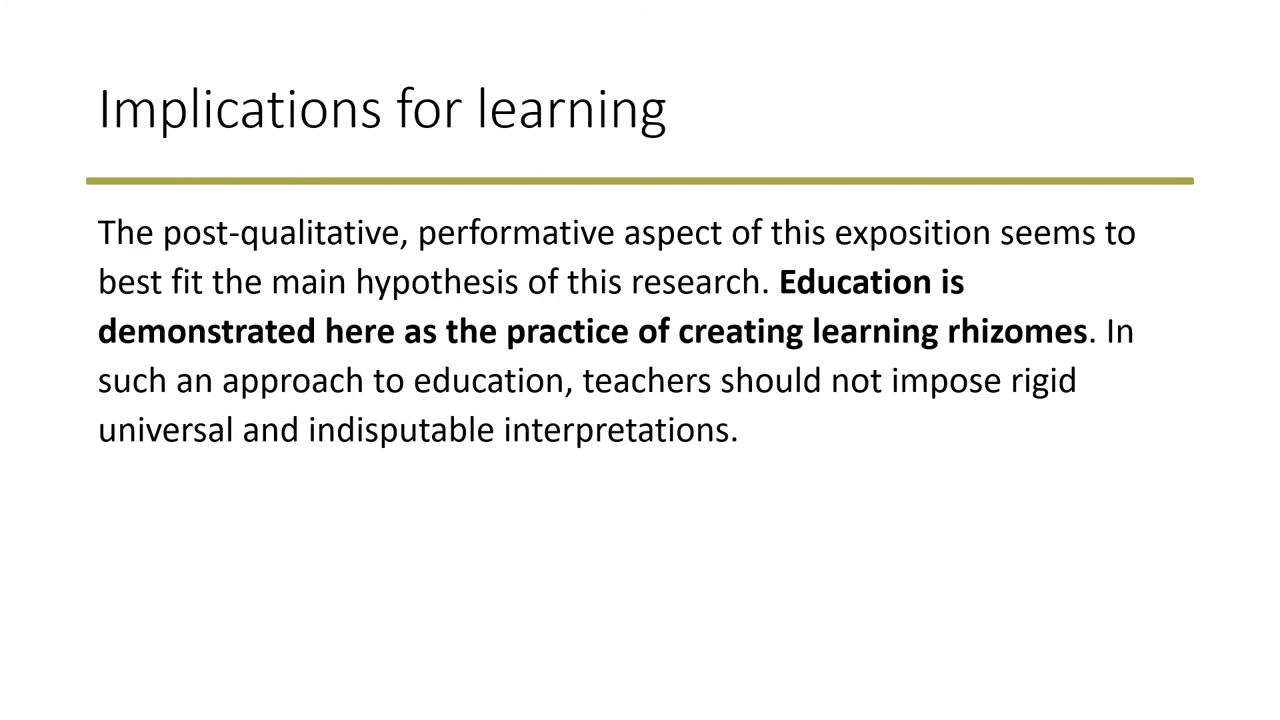 Implications for learning
The post-qualitative, performative aspect of this exposition seems to
best fit the main hypothesis of this research. Education is
demonstrated here as the practice of creating learning rhizomes. In
such an approach to education, teachers should not impose rigid
universal and indisputable interpretations.